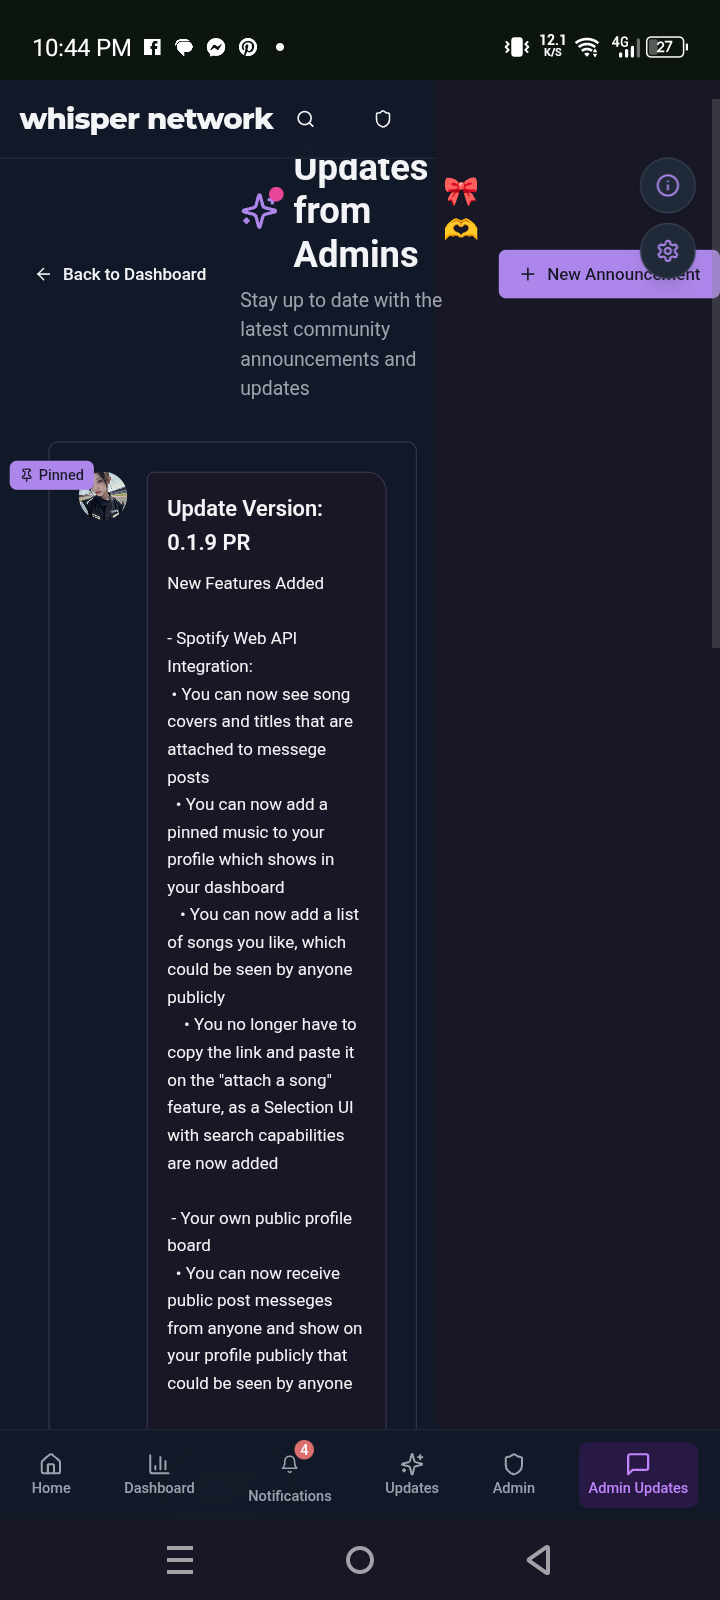 10:44 PM
12.1
K/S
4G
27
whisper network
Updates
from
Admins
Back to Dashboard
New Announcement
Stay up to date with the
latest community
announcements and
updates
Pinned
Update Version:
0.1.9 PR
New Features Added
- Spotify Web API
Integration:
• You can now see song
covers and titles that are
attached to messege
posts
• You can now add a
pinned music to your
profile which shows in
your dashboard
• You can now add a list
of songs you like, which
could be seen by anyone
publicly
• You no longer have to
copy the link and paste it
on the "attach a song"
feature, as a Selection UI
with search capabilities
are now added
- Your own public profile
board
• You can now receive
public post messeges
from anyone and show on
your profile publicly that
could be seen by anyone
4
Home
Dashboard
Notifications
Updates
Admin
Admin Updates